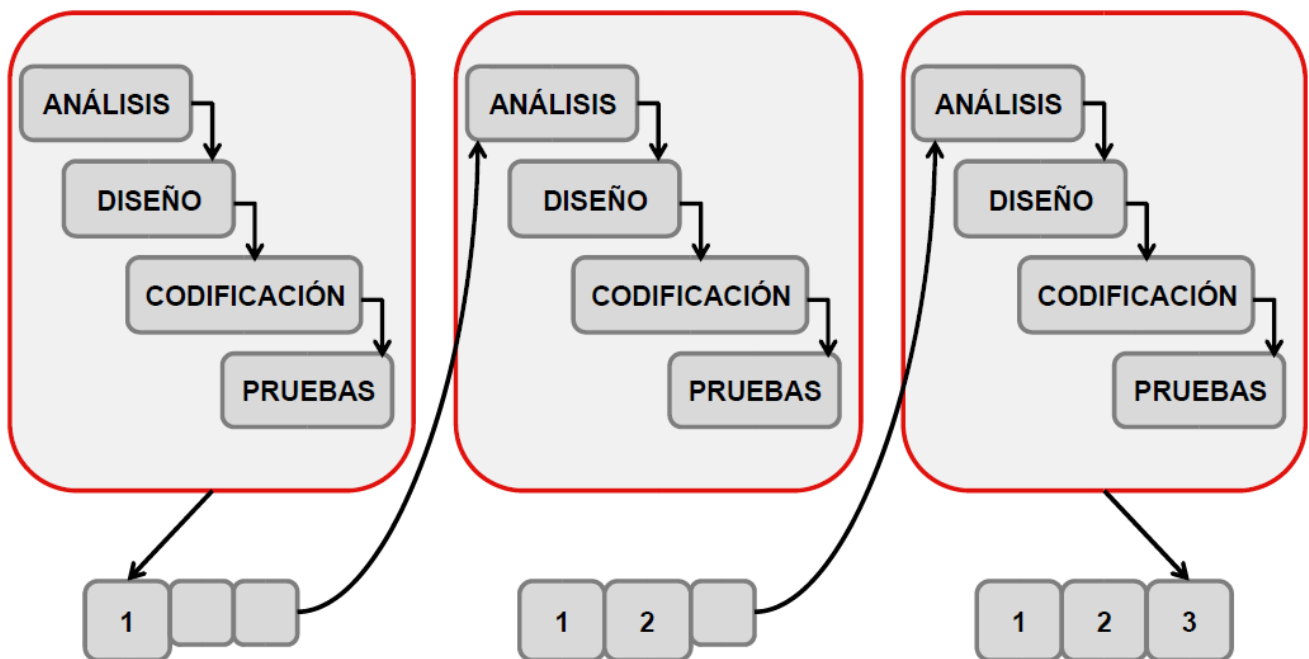 ANÁLISIS
DISEÑO
CODIFICACIÓN
PRUEBAS
1
ANÁLISIS
DISEÑO
CODIFICACIÓN
PRUEBAS
1 2
ANÁLISIS
DISEÑO
CODIFICACIÓN
PRUEBAS
1 2 3